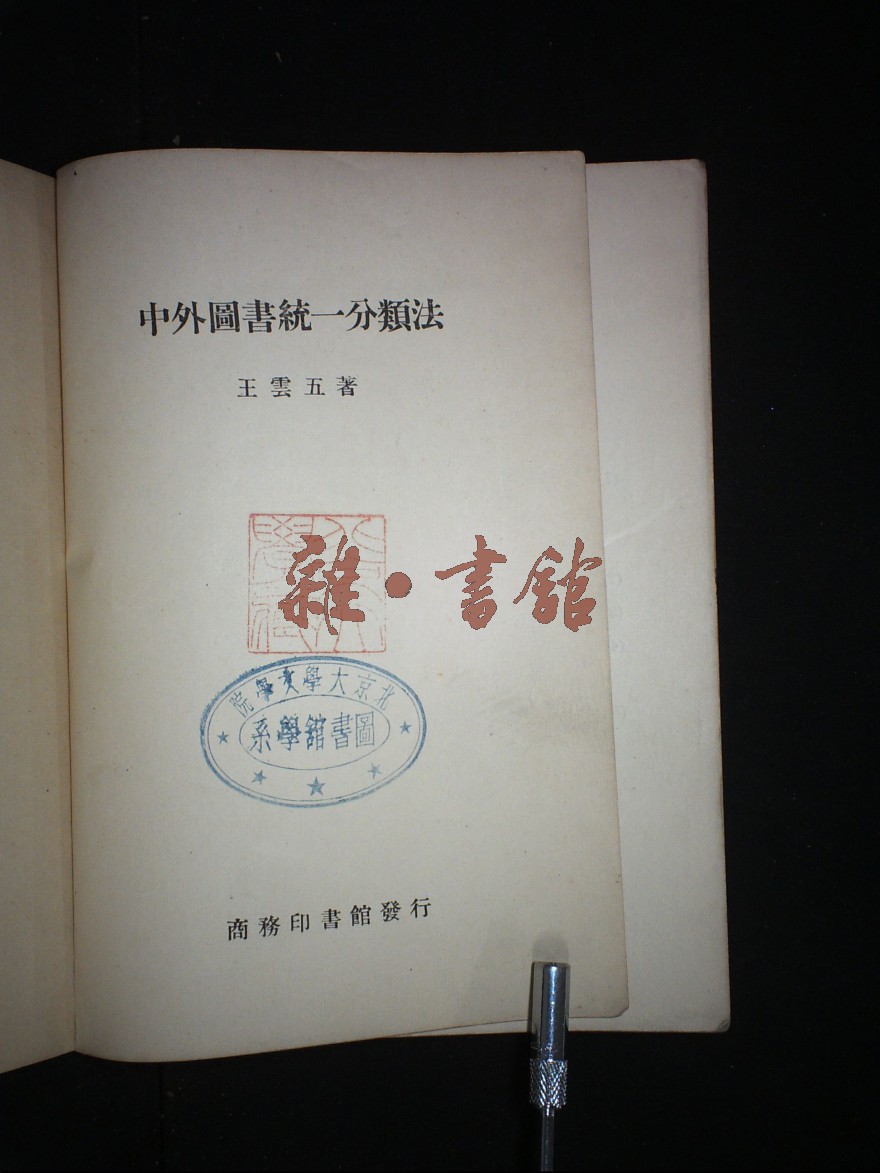 中外圖書統一分類法
王雲五著
雜·書館
北京大學文學院
圖書館學系
商務印書館發行